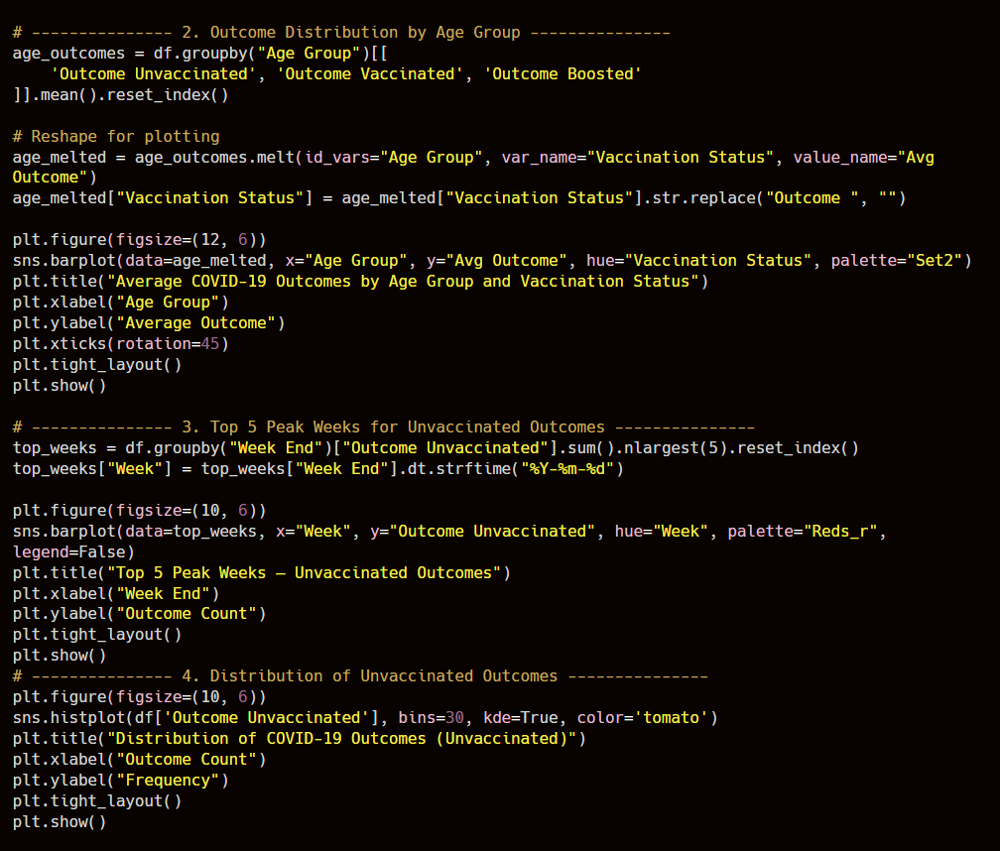 # --------------- 2. Outcome Distribution by Age Group ---------------
age_outcomes = df.groupby("Age Group")[[
    'Outcome Unvaccinated', 'Outcome Vaccinated', 'Outcome Boosted'
]].mean().reset_index()

# Reshape for plotting
age_melted = age_outcomes.melt(id_vars="Age Group", var_name="Vaccination Status", value_name="Avg
Outcome")
age_melted["Vaccination Status"] = age_melted["Vaccination Status"].str.replace("Outcome ", "")

plt.figure(figsize=(12, 6))
sns.barplot(data=age_melted, x="Age Group", y="Avg Outcome", hue="Vaccination Status", palette="Set2")
plt.title("Average COVID-19 Outcomes by Age Group and Vaccination Status")
plt.xlabel("Age Group")
plt.ylabel("Average Outcome")
plt.xticks(rotation=45)
plt.tight_layout()
plt.show()

# --------------- 3. Top 5 Peak Weeks for Unvaccinated Outcomes ---------------
top_weeks = df.groupby("Week End")["Outcome Unvaccinated"].sum().nlargest(5).reset_index()
top_weeks["Week"] = top_weeks["Week End"].dt.strftime("%Y-%m-%d")

plt.figure(figsize=(10, 6))
sns.barplot(data=top_weeks, x="Week", y="Outcome Unvaccinated", hue="Week", palette="Reds_r",
legend=False)
plt.title("Top 5 Peak Weeks – Unvaccinated Outcomes")
plt.xlabel("Week End")
plt.ylabel("Outcome Count")
plt.tight_layout()
plt.show()
# --------------- 4. Distribution of Unvaccinated Outcomes ---------------
plt.figure(figsize=(10, 6))
sns.histplot(df['Outcome Unvaccinated'], bins=30, kde=True, color='tomato')
plt.title("Distribution of COVID-19 Outcomes (Unvaccinated)")
plt.xlabel("Outcome Count")
plt.ylabel("Frequency")
plt.tight_layout()
plt.show()